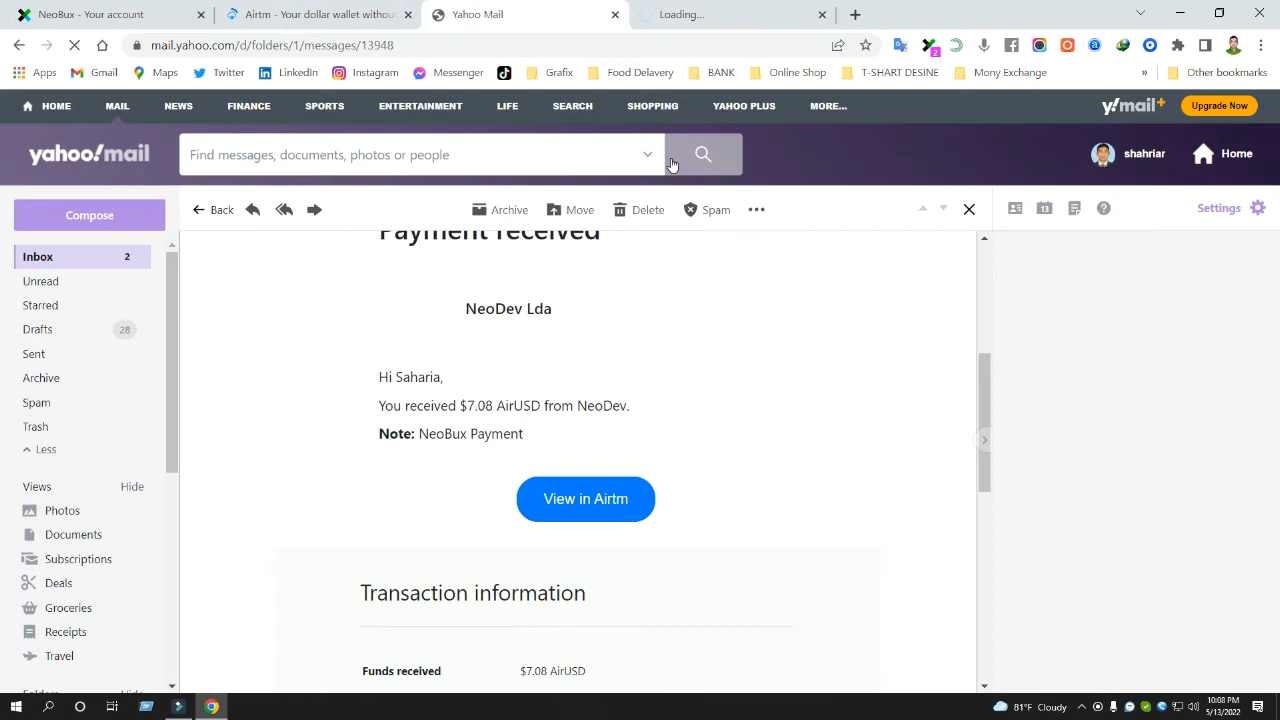 NeoBux - Your account
Airtm - Your dollar wallet withou
Yahoo Mail
Loading...
mail.yahoo.com/d/folders/1/messages/13948
Apps
Gmail
Maps
Twitter
LinkedIn
Instagram
Messenger
Grafix
Food Delavery
BANK
Online Shop
T-SHART DESINE
Mony Exchange
»
Other bookmarks
2
HOME
MAIL
NEWS
FINANCE
SPORTS
ENTERTAINMENT
LIFE
SEARCH
SHOPPING
YAHOO PLUS
MORE...
y!mail+
Upgrade Now
yahoo!mail
Find messages, documents, photos or people
shahriar
Home
Compose
Back
Archive
Move
Delete
Spam
13
Settings
Inbox 2
Unread
Starred
Drafts 28
Sent
Archive
Spam
Trash
Less
Views Hide
Photos
Documents
Subscriptions
Deals
Groceries
Receipts
Travel
Folders Hide
Payment received
NeoDev Lda
Hi Saharia,
You received $7.08 AirUSD from NeoDev.
Note: NeoBux Payment
View in Airtm
Transaction information
Funds received $7.08 AirUSD
81°F Cloudy
10:08 PM
5/13/2022